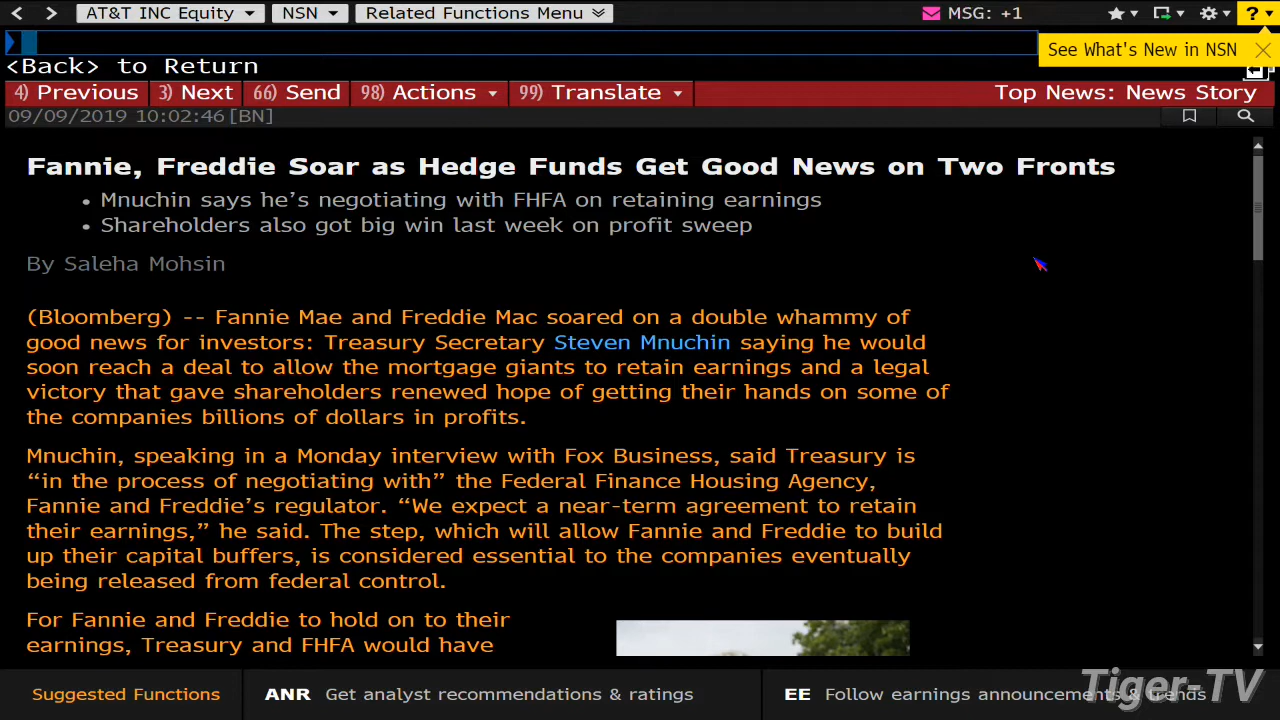 AT&T INC Equity NSN Related Functions Menu MSG: +1 ?
See What's New in NSN
<Back> to Return
4) Previous 3) Next 66) Send 98) Actions 99) Translate Top News: News Story
09/09/2019 10:02:46 [BN]
Fannie, Freddie Soar as Hedge Funds Get Good News on Two Fronts
• Mnuchin says he's negotiating with FHFA on retaining earnings
• Shareholders also got big win last week on profit sweep
By Saleha Mohsin
(Bloomberg) -- Fannie Mae and Freddie Mac soared on a double whammy of
good news for investors: Treasury Secretary Steven Mnuchin saying he would
soon reach a deal to allow the mortgage giants to retain earnings and a legal
victory that gave shareholders renewed hope of getting their hands on some of
the companies billions of dollars in profits.
Mnuchin, speaking in a Monday interview with Fox Business, said Treasury is
“in the process of negotiating with” the Federal Finance Housing Agency,
Fannie and Freddie's regulator. “We expect a near-term agreement to retain
their earnings,” he said. The step, which will allow Fannie and Freddie to build
up their capital buffers, is considered essential to the companies eventually
being released from federal control.
For Fannie and Freddie to hold on to their
earnings, Treasury and FHFA would have
Suggested Functions ANR Get analyst recommendations & ratings EE Follow earnings announcements & trends
Tiger-TV